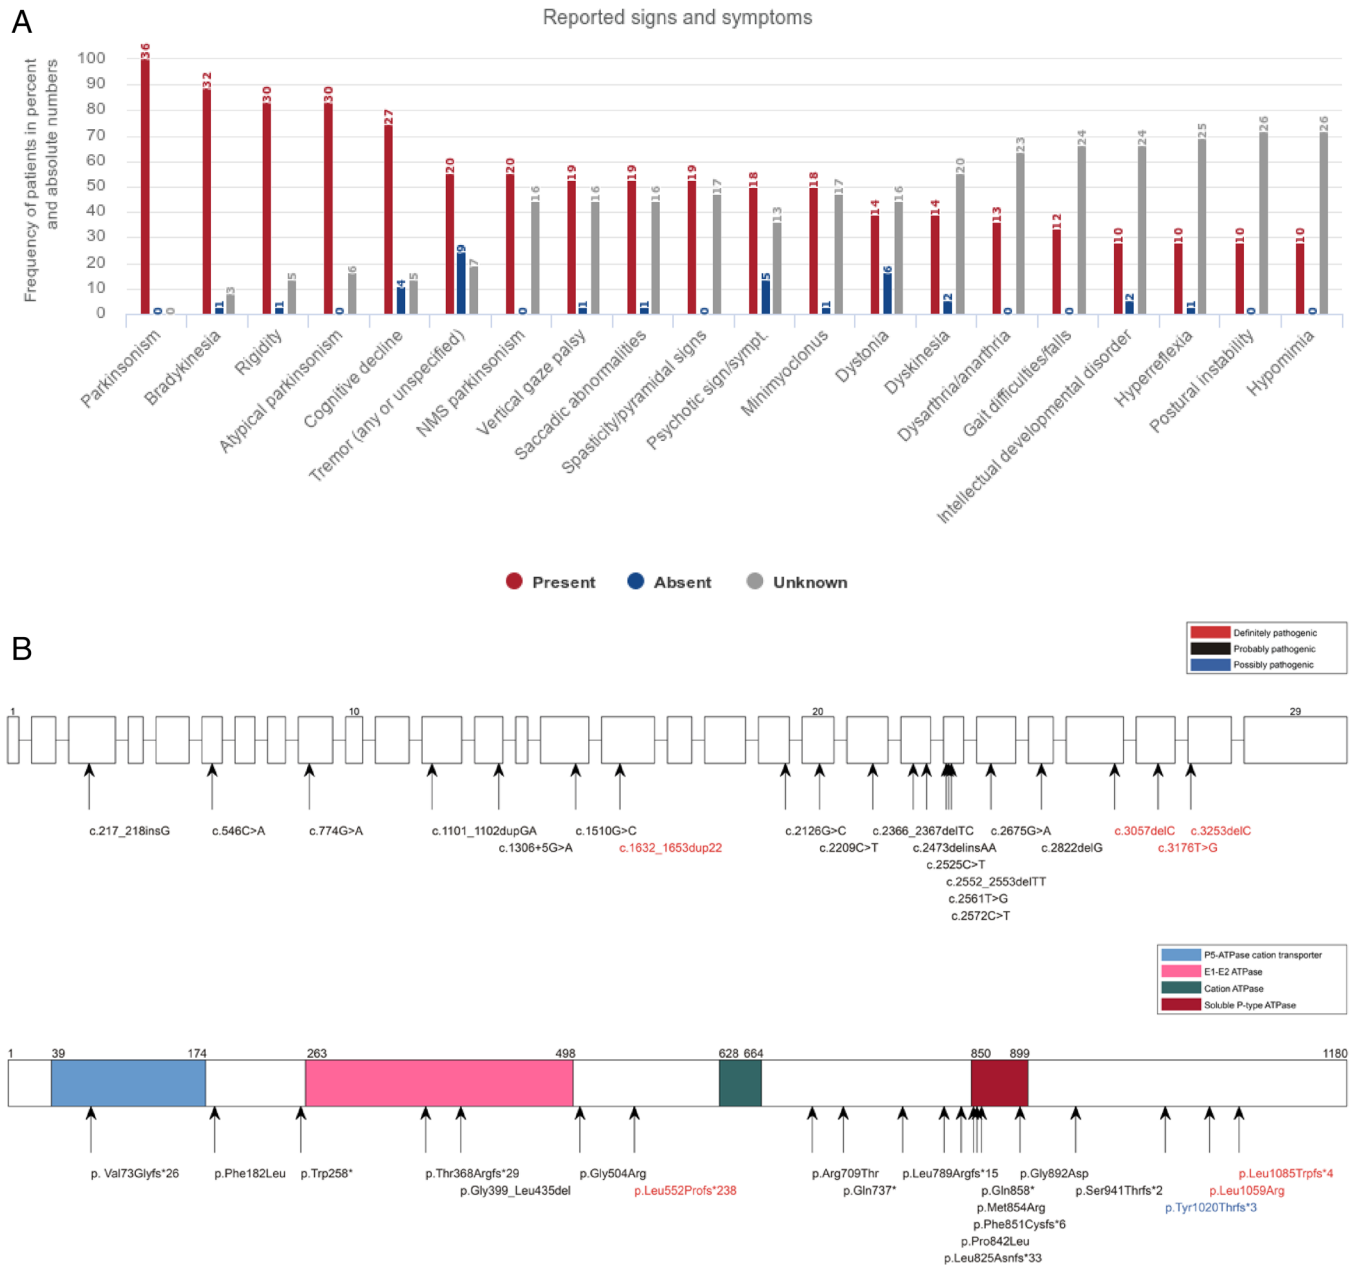 A
Reported signs and symptoms
Frequency of patients in percent
and absolute numbers
100
90
80
70
60
50
40
30
20
10
0
36 0 0
32 1 3
30 1 5
30 0 6
27 4 5
20 9 7
20 0 16
19 1 16
19 1 16
19 0 17
18 5 13
18 1 17
14 6 16
14 2 20
13 0 23
12 0 24
10 2 24
10 1 25
10 0 26
10 0 26
Parkinsonism
Bradykinesia
Rigidity
Atypical parkinsonism
Cognitive decline
Tremor (any or unspecified)
NMS parkinsonism
Vertical gaze palsy
Saccadic abnormalities
Spasticity/pyramidal signs
Psychotic sign/sympt.
Minimyoclonus
Dystonia
Dyskinesia
Dysarthria/anarthria
Gait difficulties/falls
Intellectual developmental disorder
Hyperreflexia
Postural instability
Hypomimia
Present Absent Unknown
B
Definitely pathogenic
Probably pathogenic
Possibly pathogenic
1 10 20 29
c.217_218insG c.546C>A c.774G>A c.1101_1102dupGA c.1510G>C c.2126G>C c.2366_2367delTC c.2675G>A c.3057delC c.3253delC
c.1306+5G>A c.1632_1653dup22 c.2209C>T c.2473delinsAA c.2822delG c.3176T>G
c.2525C>T
c.2552_2553delTT
c.2561T>G
c.2572C>T
P5-ATPase cation transporter
E1-E2 ATPase
Cation ATPase
Soluble P-type ATPase
1 39 174 263 498 628 664 850 899 1180
p. Val73Glyfs*26 p.Phe182Leu p.Trp258* p.Thr368Argfs*29 p.Gly504Arg p.Arg709Thr p.Leu789Argfs*15 p.Gly892Asp p.Leu1085Trpfs*4
p.Gly399_Leu435del p.Leu552Profs*238 p.Gln737* p.Gln858* p.Ser941Thrfs*2 p.Leu1059Arg
p.Met854Arg p.Tyr1020Thrfs*3
p.Phe851Cysfs*6
p.Pro842Leu
p.Leu825Asnfs*33